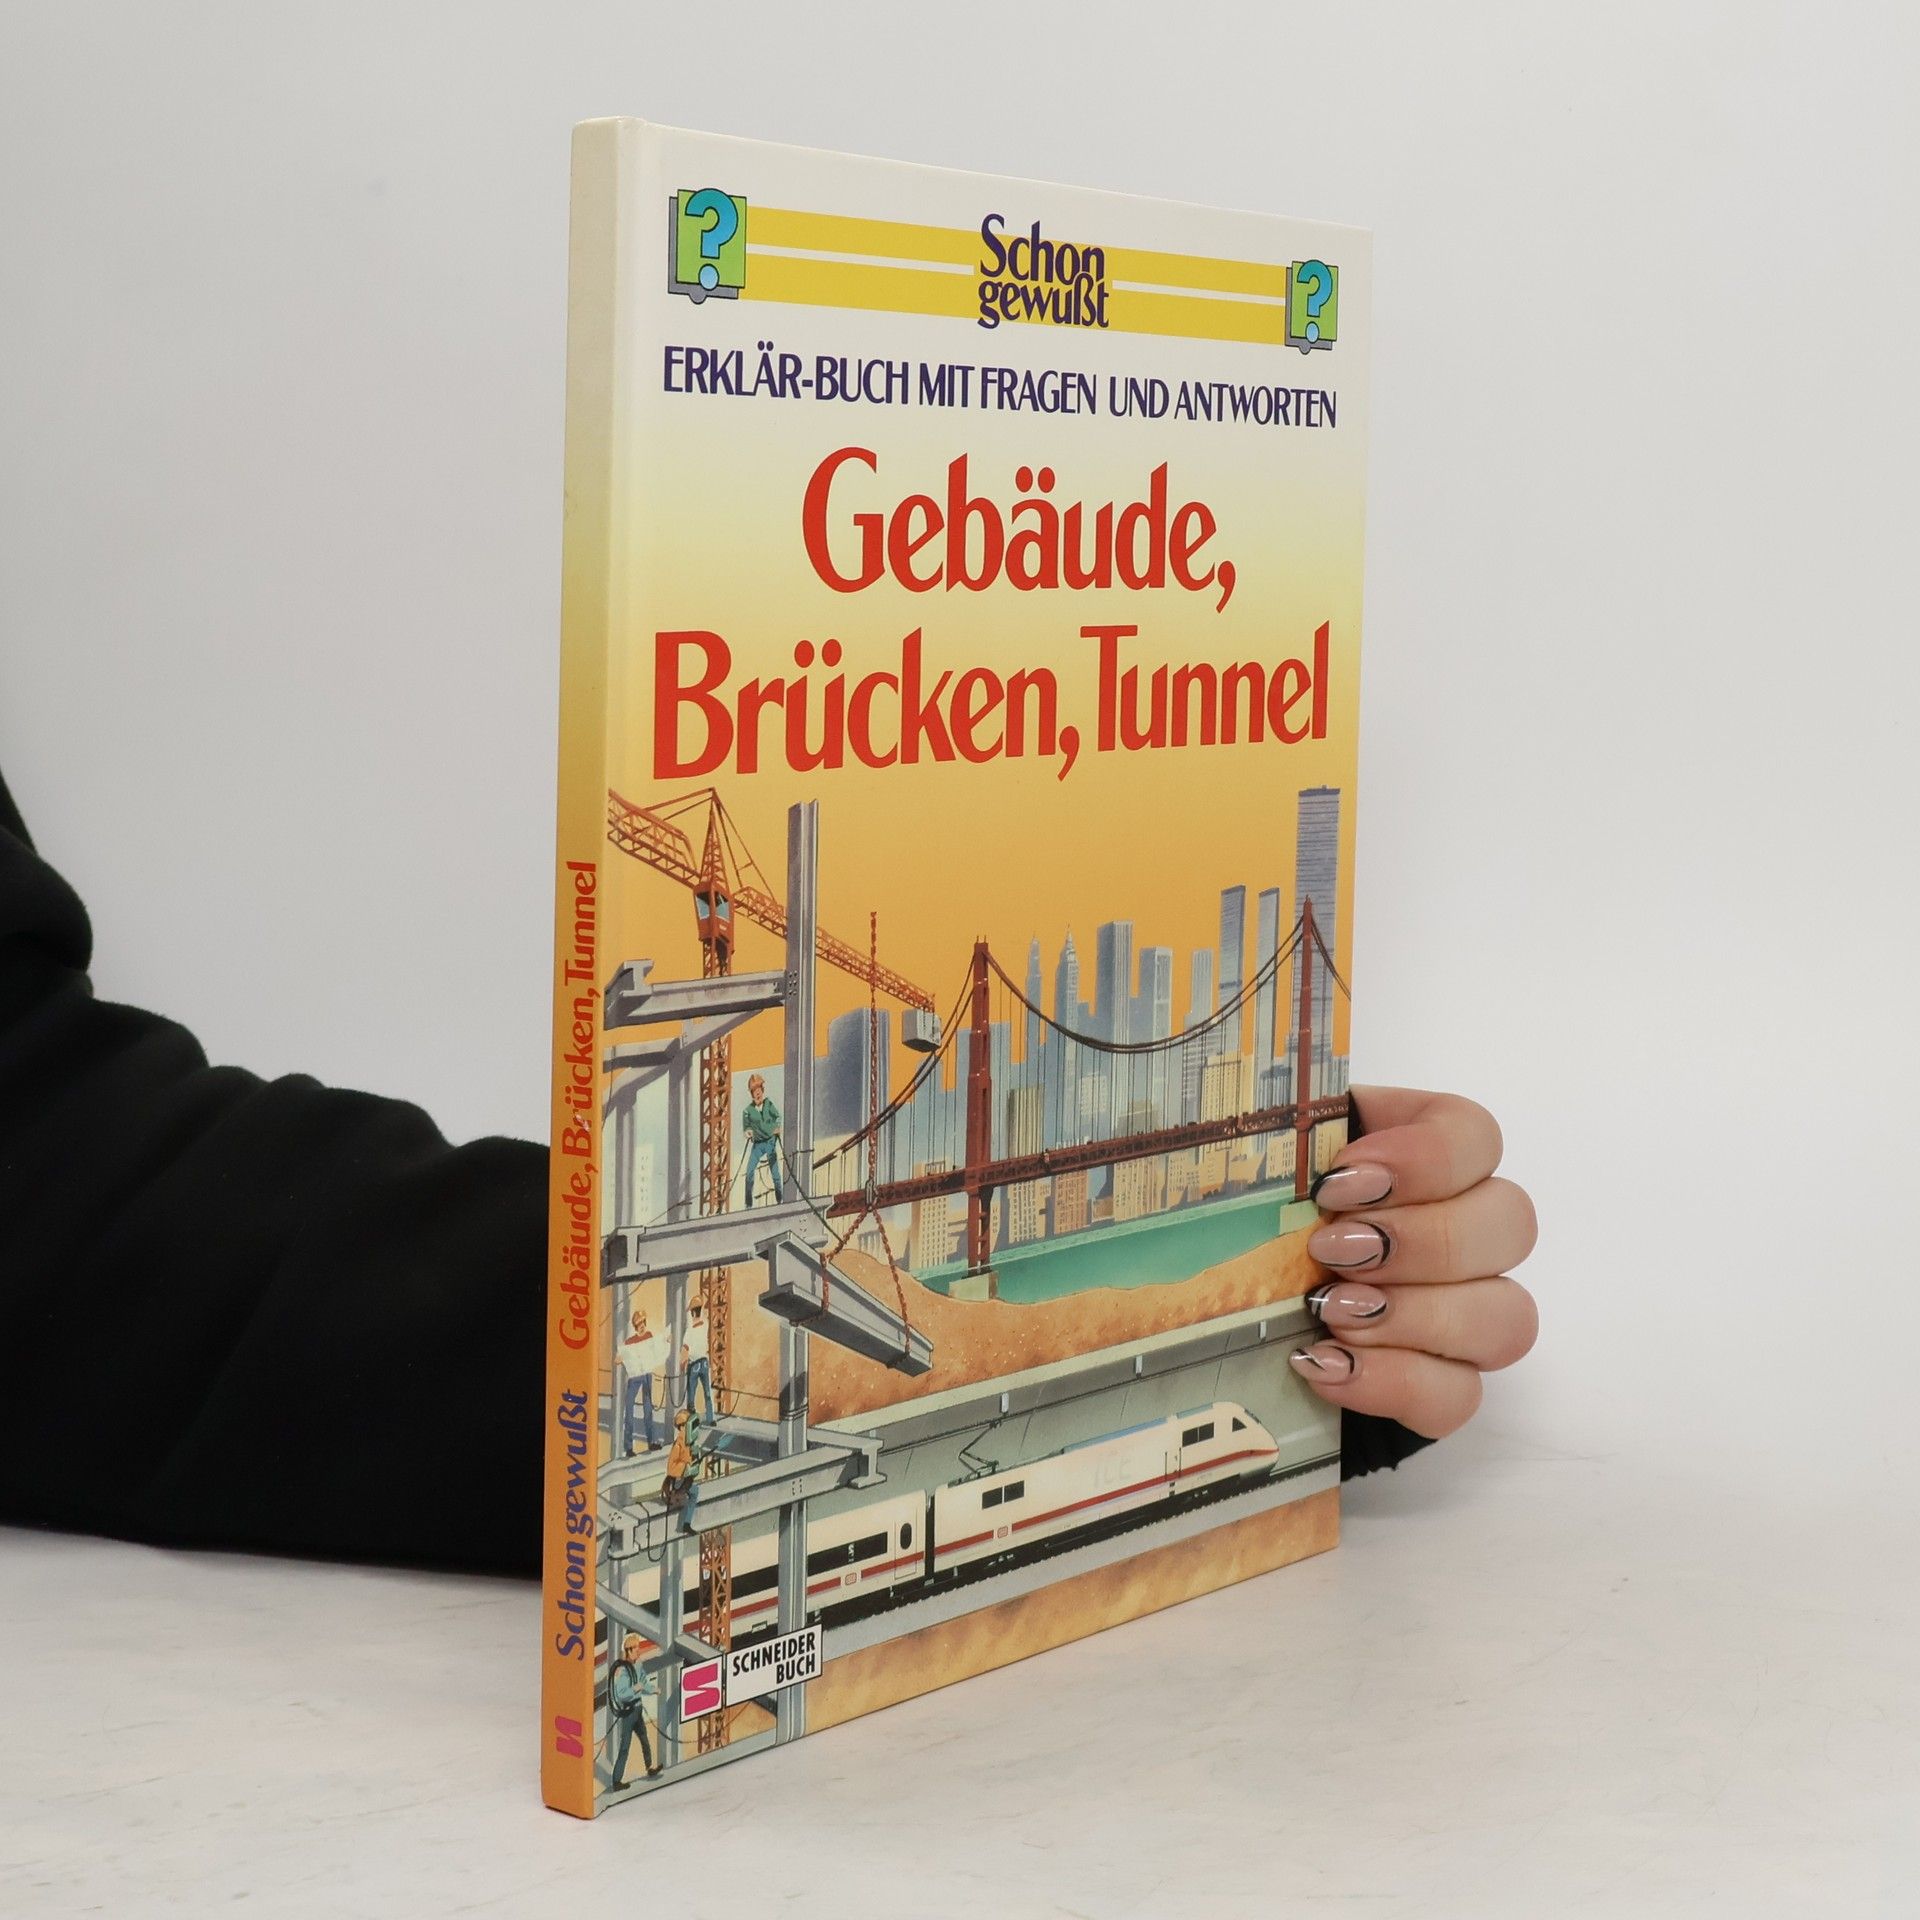 Schon
gewußt
ERKLÄR-BUCH MIT FRAGEN UND ANTWORTEN
Gebäude,
Brücken, Tunnel
ICE
SCHNEIDER
BUCH
Schon gewußt Gebäude, Brücken, Tunnel